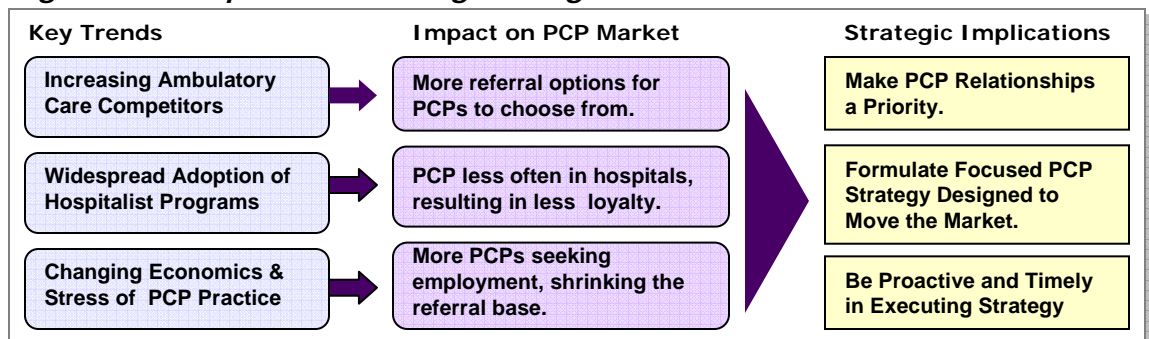 Key Trends
Impact on PCP Market
Strategic Implications
Increasing Ambulatory
Care Competitors
More referral options for
PCPs to choose from.
Make PCP Relationships
a Priority.
Widespread Adoption of
Hospitalist Programs
PCP less often in hospitals,
resulting in less loyalty.
Formulate Focused PCP
Strategy Designed to
Move the Market.
Changing Economics &
Stress of PCP Practice
More PCPs seeking
employment, shrinking the
referral base.
Be Proactive and Timely
in Executing Strategy